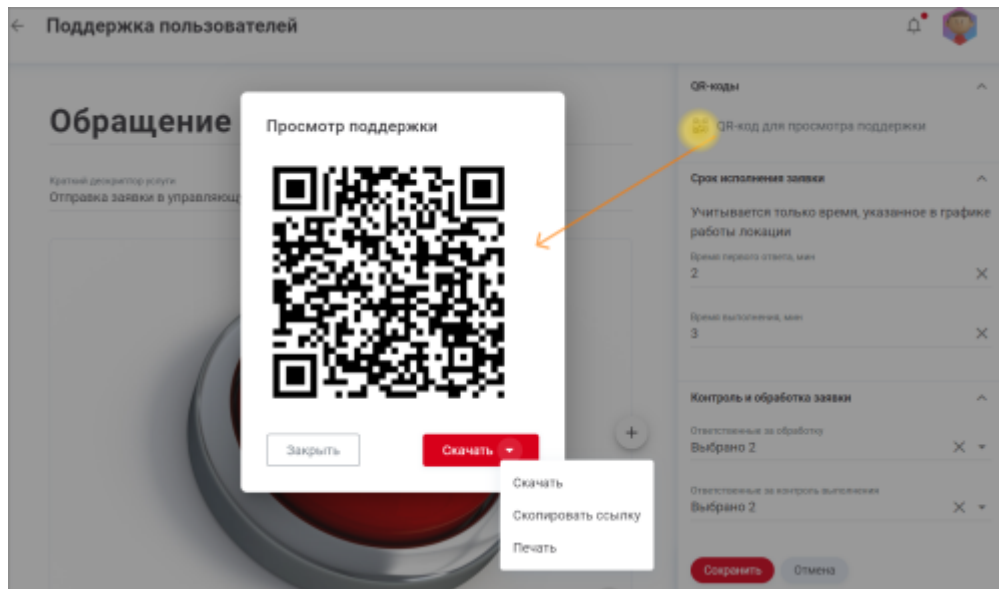 Поддержка пользователей
Обращение
Краткий дескриптор услуги
Отправка заявки в управляющ
Просмотр поддержки
Закрыть
Скачать
Скачать
Скопировать ссылку
Печать
QR-коды
QR-код для просмотра поддержки
Срок исполнения заявки
Учитывается только время, указанное в графике
работы локации
Время первого ответа, мин
2
Время выполнения, мин
3
Контроль и обработка заявки
Ответственные за обработку
Выбрано 2
Ответственные за контроль выполнения
Выбрано 2
Сохранить
Отмена